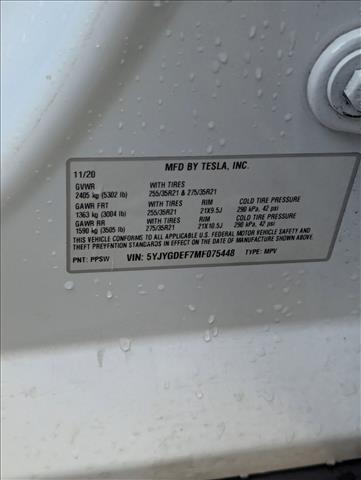 MFD BY TESLA, INC.
11/20
GVWR WITH TIRES
2405 kg (5302 lb) 255/35R21 & 275/35R21
GAWR FRT WITH TIRES RIM COLD TIRE PRESSURE
1363 kg (3004 lb) 255/35R21 21X9.5J 290 kPa, 42 psi
GAWR RR WITH TIRES RIM COLD TIRE PRESSURE
1590 kg (3505 lb) 275/35R21 21X10.5J 290 kPa, 42 psi
THIS VEHICLE CONFORMS TO ALL APPLICABLE U.S. FEDERAL MOTOR VEHICLE SAFETY AND
THEFT PREVENTION STANDARDS IN EFFECT ON THE DATE OF MANUFACTURE SHOWN ABOVE.
PNT: PPSW VIN: 5YJYGDEF7MF075448 TYPE: MPV